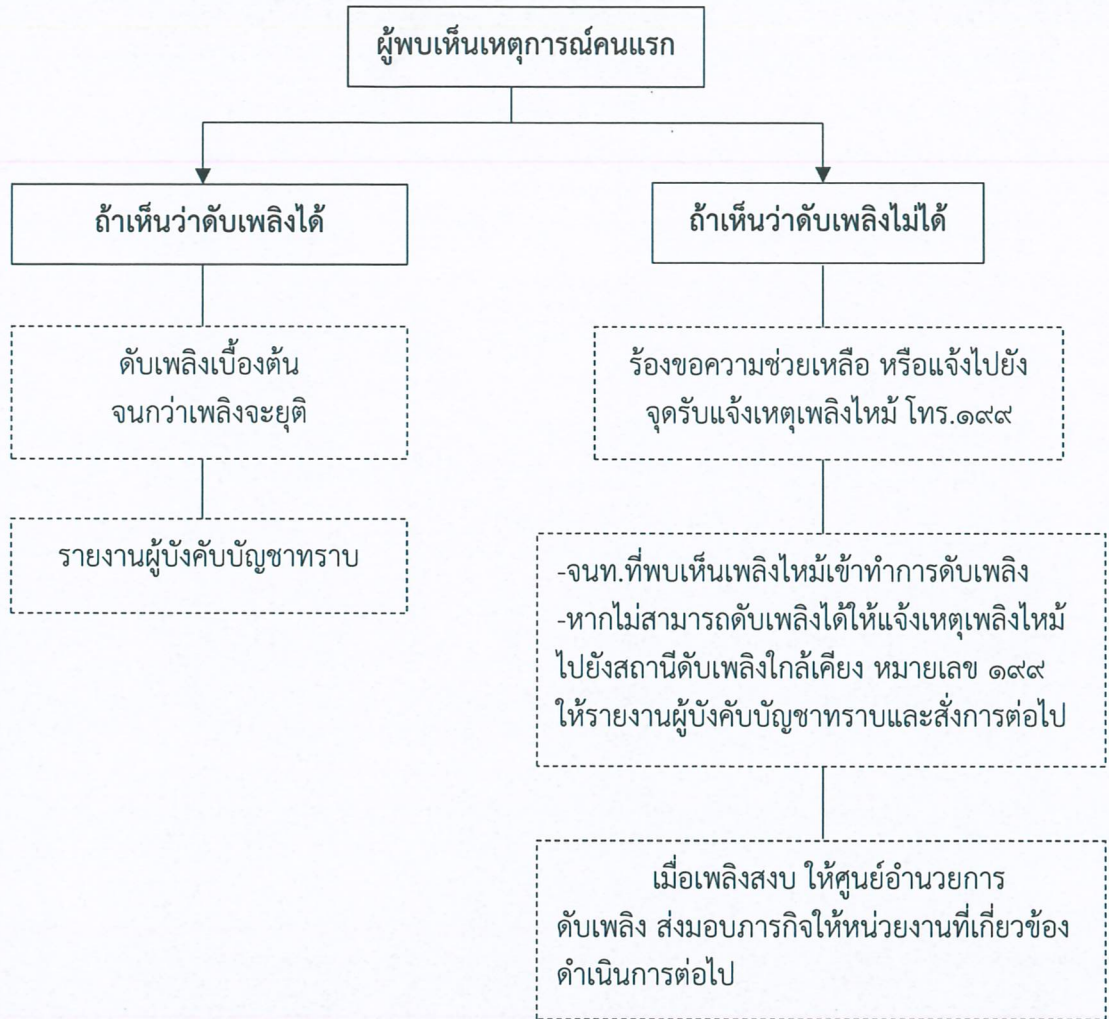 ผู้พบเห็นเหตุการณ์คนแรก
ถ้าเห็นว่าดับเพลิงได้
ดับเพลิงเบื้องต้น
จนกว่าเพลิงจะยุติ
รายงานผู้บังคับบัญชาทราบ
ถ้าเห็นว่าดับเพลิงไม่ได้
ร้องขอความช่วยเหลือ หรือแจ้งไปยัง
จุดรับแจ้งเหตุเพลิงไหม้ โทร.๑๙๙
-จนท.ที่พบเห็นเพลิงไหม้เข้าทำการดับเพลิง
-หากไม่สามารถดับเพลิงได้ให้แจ้งเหตุเพลิงไหม้
ไปยังสถานีดับเพลิงใกล้เคียง หมายเลข ๑๙๙
ให้รายงานผู้บังคับบัญชาทราบและสั่งการต่อไป
เมื่อเพลิงสงบ ให้ศูนย์อำนวยการ
ดับเพลิง ส่งมอบภารกิจให้หน่วยงานที่เกี่ยวข้อง
ดำเนินการต่อไป